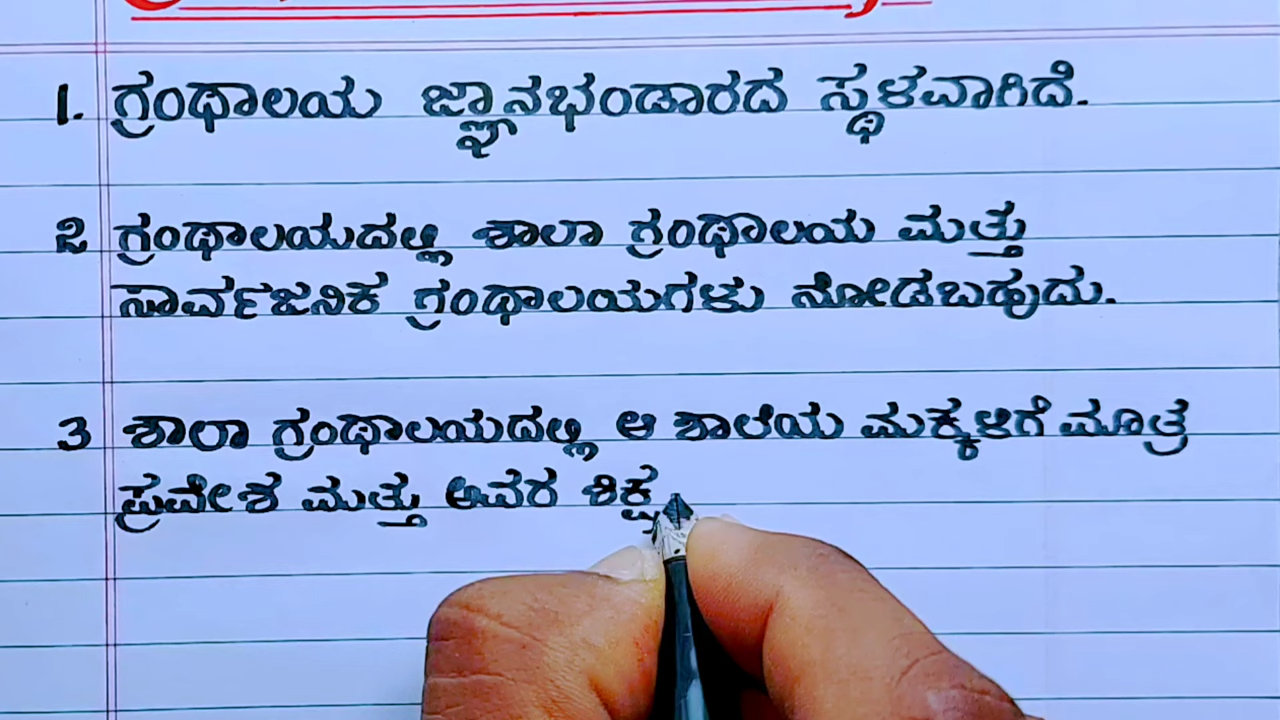 1. ಗ್ರಂಥಾಲಯ ಜ್ಞಾನಭಂಡಾರದ ಸ್ಥಳವಾಗಿದೆ.
2 ಗ್ರಂಥಾಲಯದಲ್ಲಿ ಶಾಲಾ ಗ್ರಂಥಾಲಯ ಮತ್ತು
ಸಾರ್ವಜನಿಕ ಗ್ರಂಥಾಲಯಗಳು ನೋಡಬಹುದು.
3 ಶಾಲಾ ಗ್ರಂಥಾಲಯದಲ್ಲಿ ಆ ಶಾಲೆಯ ಮಕ್ಕಳಿಗೆ ಮಾತ್ರ
ಪ್ರವೇಶ ಮತ್ತು ಅವರ ಶಿಕ್ಷ